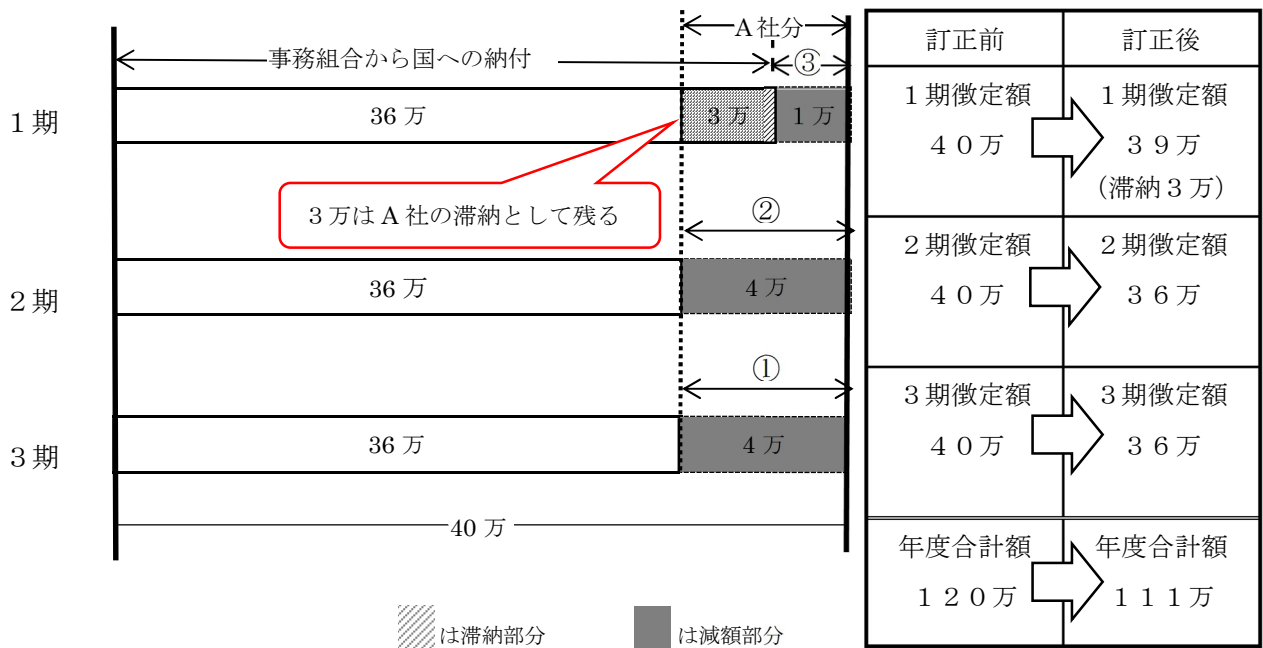 A社分
事務組合から国への納付
③
1期
36万
3万
1万
3万はA社の滞納として残る
②
2期
36万
4万
①
3期
36万
4万
40万
は滞納部分
は減額部分
訂正前
訂正後
1期徴定額
40万
1期徴定額
39万
(滞納3万)
2期徴定額
40万
2期徴定額
36万
3期徴定額
40万
3期徴定額
36万
年度合計額
120万
年度合計額
111万